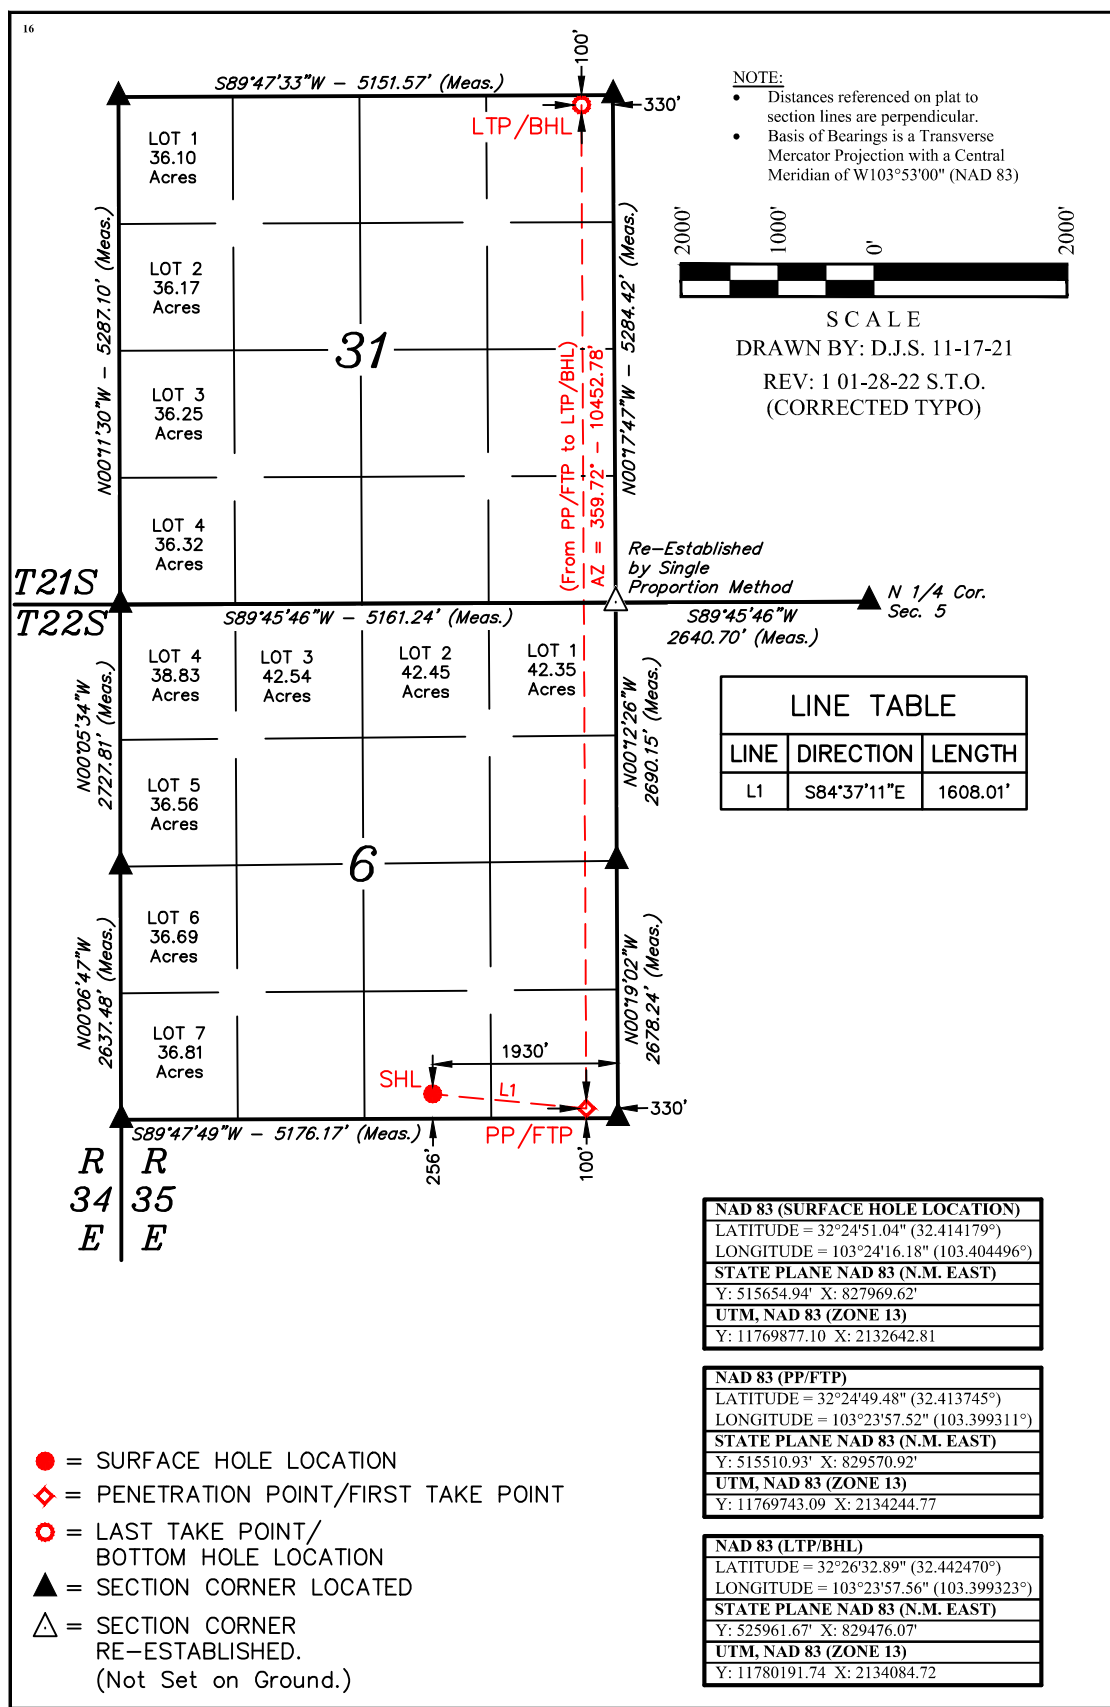 16
100'
S89°47'33"W - 5151.57' (Meas.)
330'
LTP/BHL
NOTE:
• Distances referenced on plat to
section lines are perpendicular.
• Basis of Bearings is a Transverse
Mercator Projection with a Central
Meridian of W103°53'00" (NAD 83)
2000'
1000'
0'
2000'
SCALE
DRAWN BY: D.J.S. 11-17-21
REV: 1 01-28-22 S.T.O.
(CORRECTED TYPO)
LOT 1
36.10
Acres
LOT 2
36.17
Acres
LOT 3
36.25
Acres
LOT 4
36.32
Acres
31
N00°11'30"W - 5287.10' (Meas.)
(From PP/FTP to LTP/BHL)
AZ = 359.72° - 10452.78'
N00°17'47"W - 5284.42' (Meas.)
Re-Established
by Single
Proportion Method
N 1/4 Cor.
Sec. 5
T21S
T22S
S89°45'46"W - 5161.24' (Meas.)
S89°45'46"W
2640.70' (Meas.)
LOT 4
38.83
Acres
LOT 3
42.54
Acres
LOT 2
42.45
Acres
LOT 1
42.35
Acres
N00°05'34"W
2727.81' (Meas.)
N00°12'26"W
2690.15' (Meas.)
LOT 5
36.56
Acres
6
LOT 6
36.69
Acres
LOT 7
36.81
Acres
N00°06'47"W
2637.48' (Meas.)
N00°19'02"W
2678.24' (Meas.)
LINE TABLE
LINE DIRECTION LENGTH
L1 S84°37'11"E 1608.01'
1930'
SHL
L1
330'
PP/FTP
S89°47'49"W - 5176.17' (Meas.)
256'
100'
R R
34 35
E E
NAD 83 (SURFACE HOLE LOCATION)
LATITUDE = 32°24'51.04" (32.414179°)
LONGITUDE = 103°24'16.18" (103.404496°)
STATE PLANE NAD 83 (N.M. EAST)
Y: 515654.94' X: 827969.62'
UTM, NAD 83 (ZONE 13)
Y: 11769877.10 X: 2132642.81
NAD 83 (PP/FTP)
LATITUDE = 32°24'49.48" (32.413745°)
LONGITUDE = 103°23'57.52" (103.399311°)
STATE PLANE NAD 83 (N.M. EAST)
Y: 515510.93' X: 829570.92'
UTM, NAD 83 (ZONE 13)
Y: 11769743.09 X: 2134244.77
NAD 83 (LTP/BHL)
LATITUDE = 32°26'32.89" (32.442470°)
LONGITUDE = 103°23'57.56" (103.399323°)
STATE PLANE NAD 83 (N.M. EAST)
Y: 525961.67' X: 829476.07'
UTM, NAD 83 (ZONE 13)
Y: 11780191.74 X: 2134084.72
= SURFACE HOLE LOCATION
= PENETRATION POINT/FIRST TAKE POINT
= LAST TAKE POINT/
BOTTOM HOLE LOCATION
= SECTION CORNER LOCATED
= SECTION CORNER
RE-ESTABLISHED.
(Not Set on Ground.)